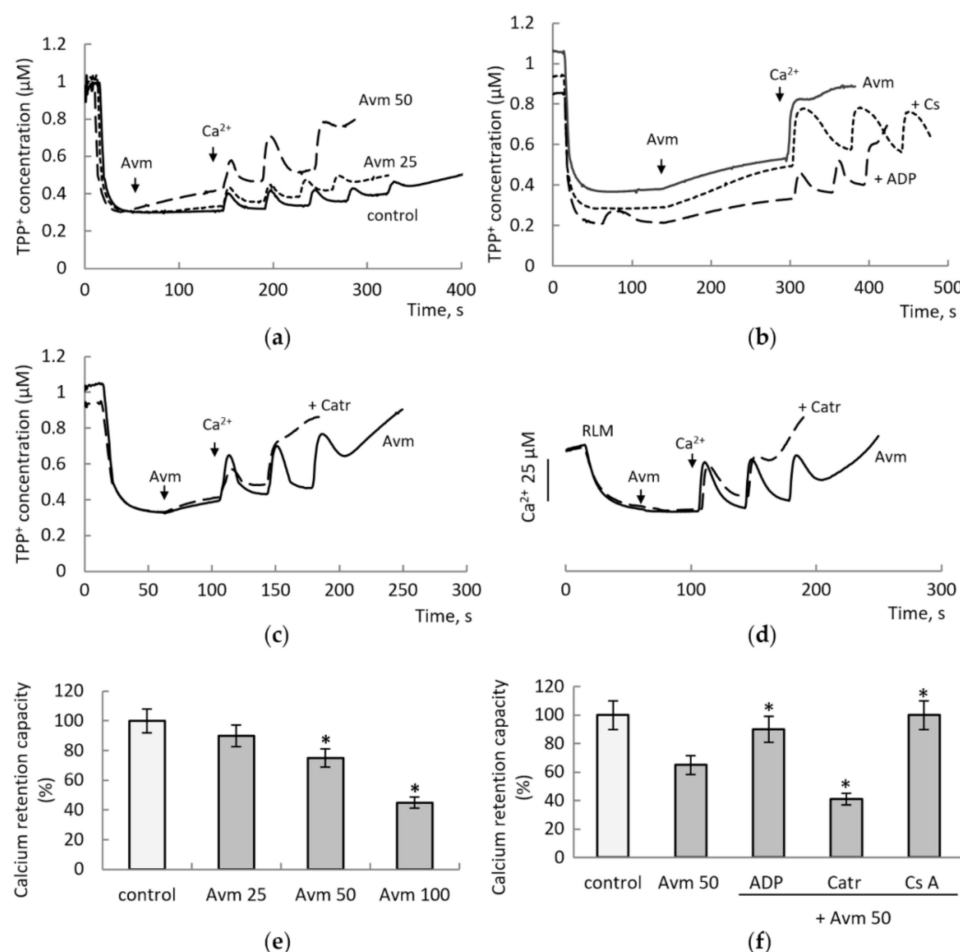 TPP⁺ concentration (µM)
1.2
1
0.8
0.6
0.4
0.2
0
Avm
Ca²⁺
Avm 50
Avm 25
control
0
100
200
300
400
Time, s
(a)
TPP⁺ concentration (µM)
1.2
1
0.8
0.6
0.4
0.2
0
Avm
Ca²⁺
Avm
+ Cs
+ ADP
0
100
200
300
400
500
Time, s
(b)
TPP⁺ concentration (µM)
1.2
1
0.8
0.6
0.4
0.2
0
Avm
Ca²⁺
+ Catr
Avm
0
50
100
150
200
250
300
Time, s
(c)
Ca²⁺ 25 µM
RLM
Avm
Ca²⁺
+ Catr
Avm
0
100
200
300
Time, s
(d)
Calcium retention capacity
(%)
120
100
80
60
40
20
0
*
*
control
Avm 25
Avm 50
Avm 100
(e)
Calcium retention capacity
(%)
120
100
80
60
40
20
0
*
*
*
control
Avm 50
ADP
Catr
Cs A
+ Avm 50
(f)